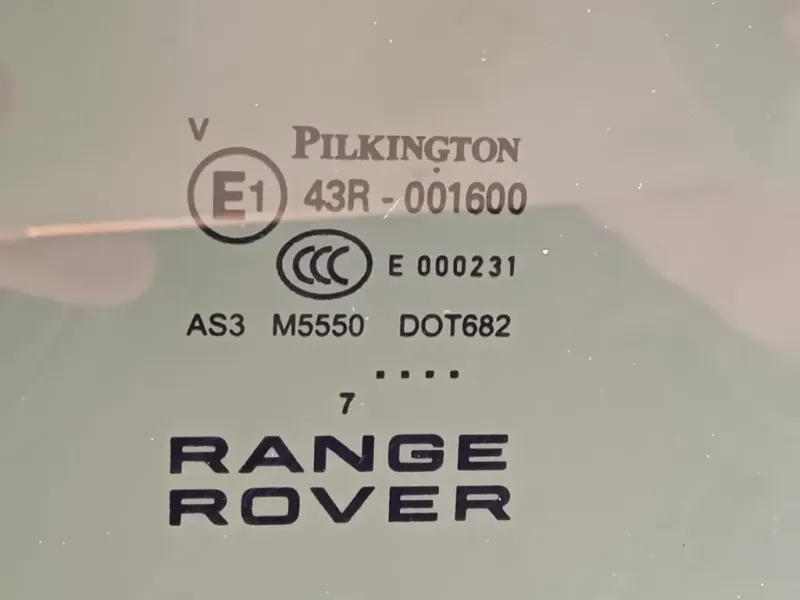 V
PILKINGTON
E1 43R - 001600
CCC E 000231
AS3 M5550 DOT682
....
7
RANGE
ROVER